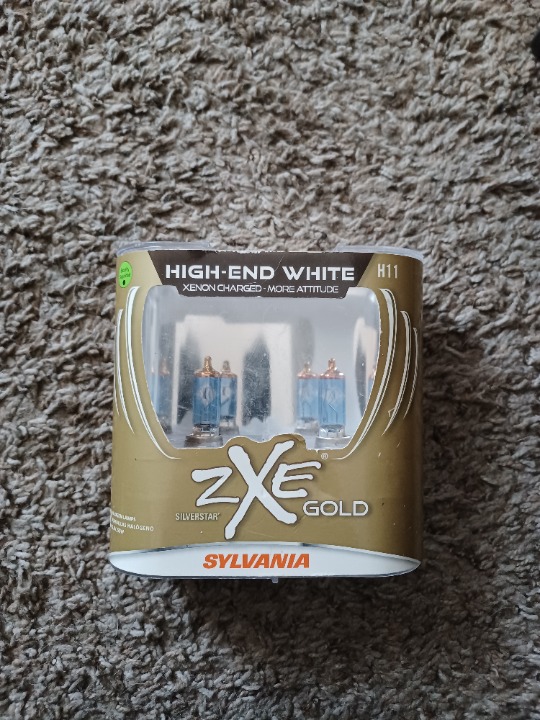 HIGH-END WHITE
H11
XENON CHARGED · MORE ATTITUDE
ZXE®
SILVERSTAR®
GOLD
SYLVANIA